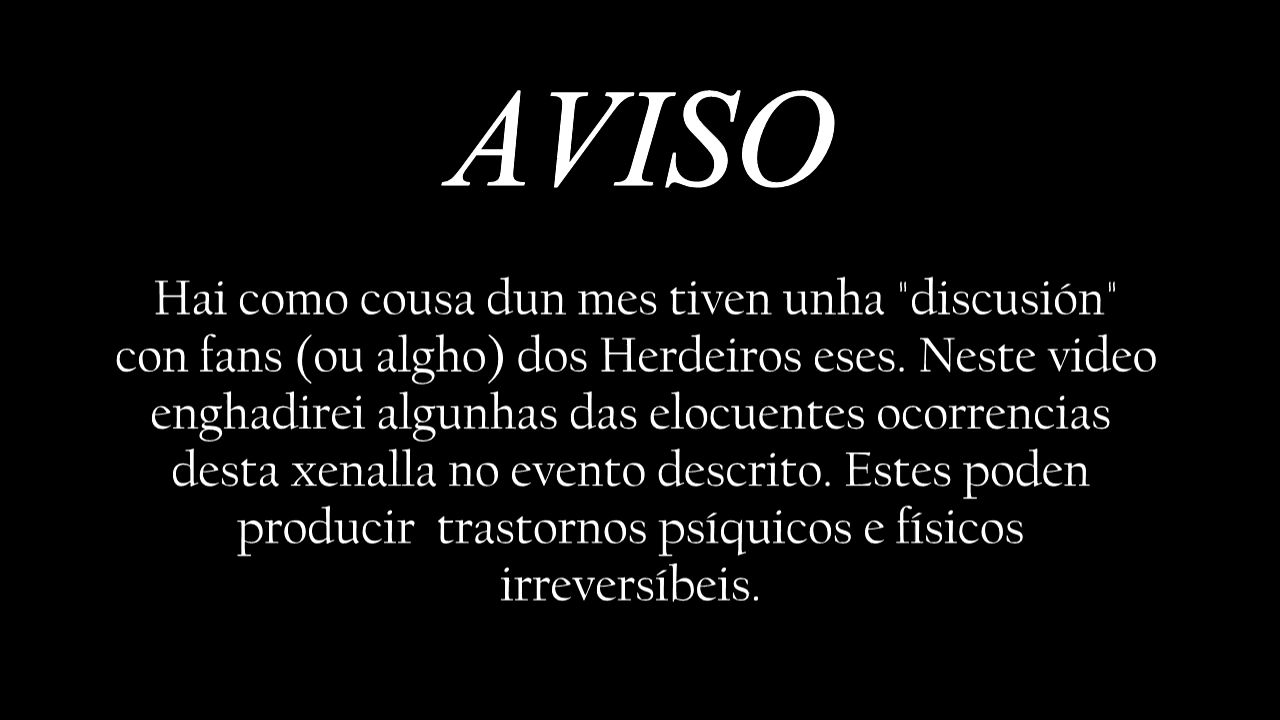 AVISO
Hai como cousa dun mes tiven unha "discusión"
con fans (ou algho) dos Herdeiros eses. Neste video
enghadirei algunhas das elocuentes ocorrencias
desta xenalla no evento descrito. Estes poden
producir  trastornos psíquicos e físicos
irreversíbeis.